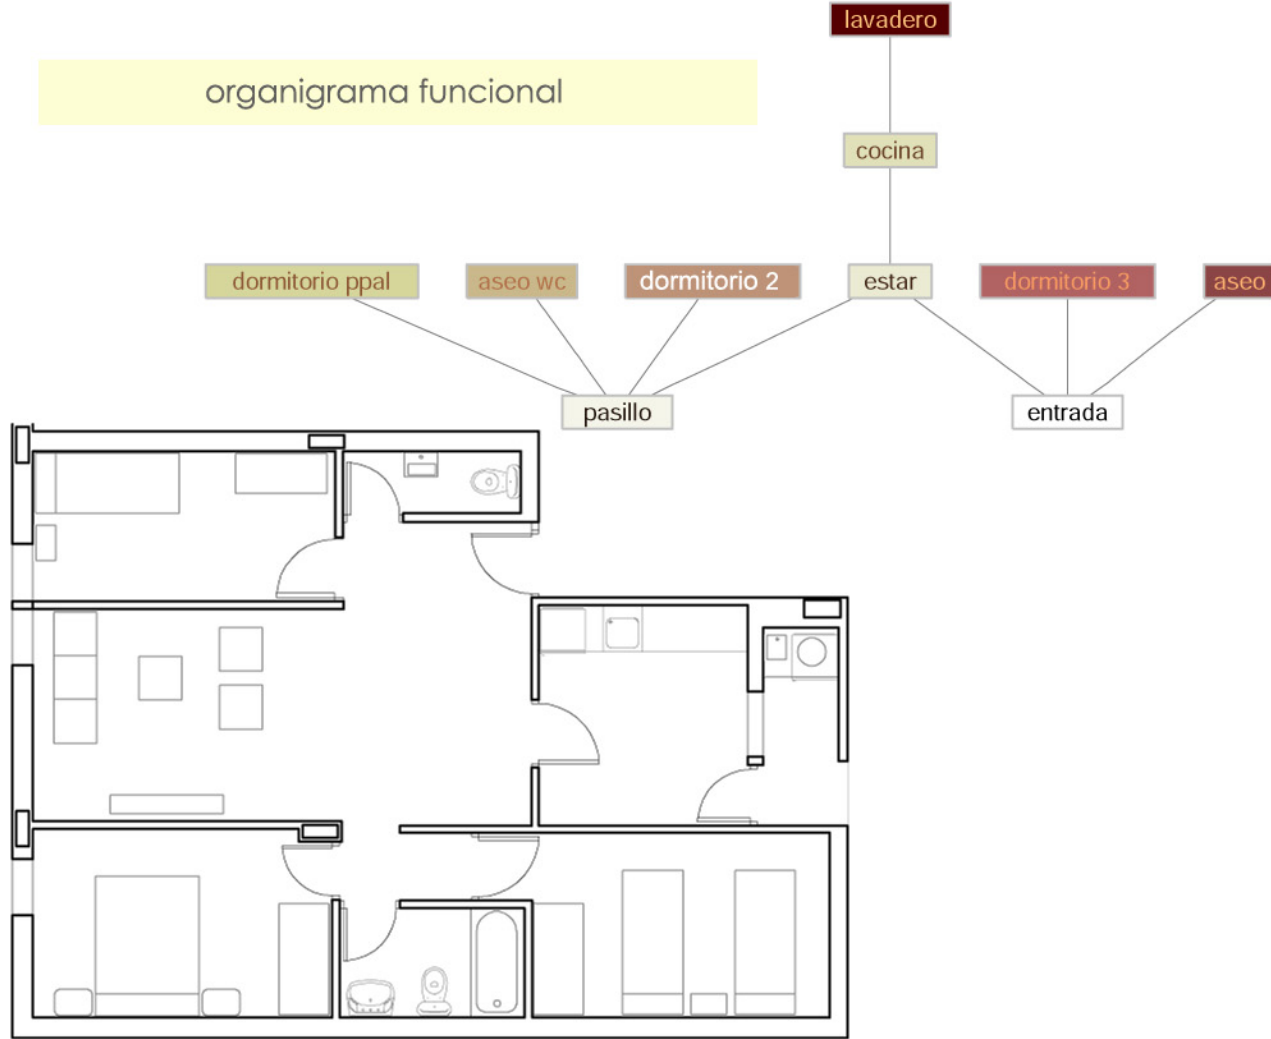 lavadero
organigrama funcional
cocina
dormitorio ppal
aseo wc
dormitorio 2
estar
dormitorio 3
aseo
pasillo
entrada